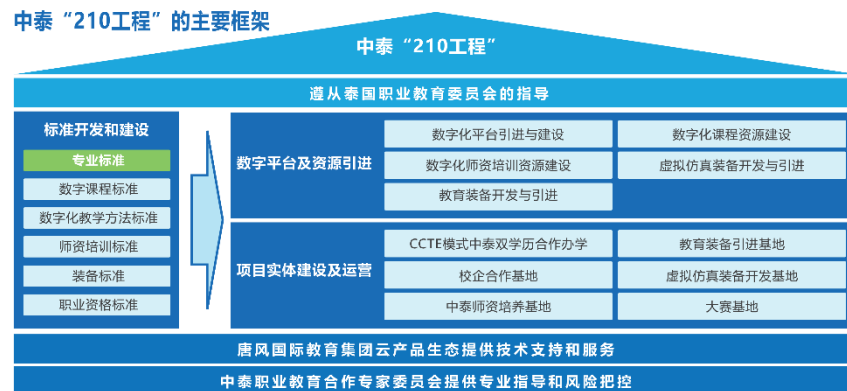 中泰“210工程”的主要框架
中泰“210工程”
遵从泰国职业教育委员会的指导
标准开发和建设
专业标准
数字课程标准
数字化教学方法标准
师资培训标准
装备标准
职业资格标准
数字平台及资源引进
数字化平台引进与建设
数字化课程资源建设
数字化师资培训资源建设
虚拟仿真装备开发与引进
教育装备开发与引进
项目实体建设及运营
CCTE模式中泰双学历合作办学
教育装备引进基地
校企合作基地
虚拟仿真装备开发基地
中泰师资培养基地
大赛基地
唐风国际教育集团云产品生态提供技术支持和服务
中泰职业教育合作专家委员会提供专业指导和风险把控